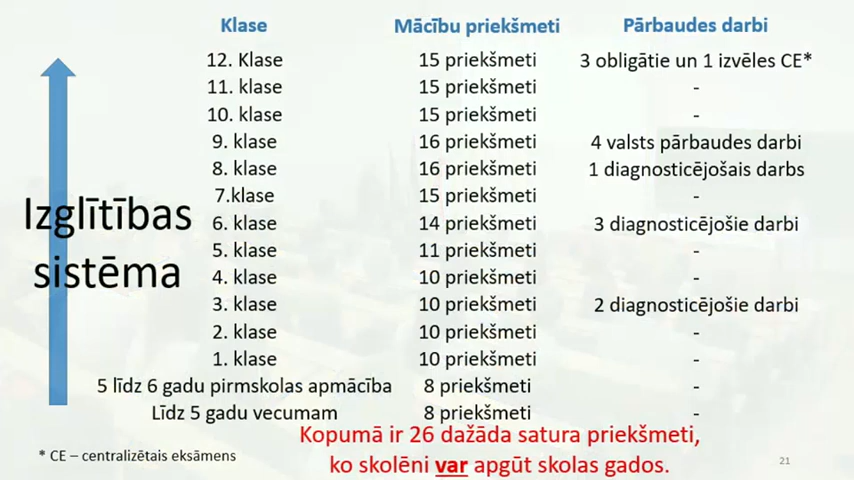 Klase Mācību priekšmeti Pārbaudes darbi
12. Klase 15 priekšmeti 3 obligātie un 1 izvēles CE*
11. klase 15 priekšmeti -
10. klase 15 priekšmeti -
9. klase 16 priekšmeti 4 valsts pārbaudes darbi
8. klase 16 priekšmeti 1 diagnosticējošais darbs
7.klase 15 priekšmeti -
Izglītības
6. klase 14 priekšmeti 3 diagnosticējošie darbi
5. klase 11 priekšmeti -
sistēma
4. klase 10 priekšmeti -
3. klase 10 priekšmeti 2 diagnosticējošie darbi
2. klase 10 priekšmeti -
1. klase 10 priekšmeti -
5 līdz 6 gadu pirmskolas apmācība 8 priekšmeti -
Līdz 5 gadu vecumam 8 priekšmeti -
Kopumā ir 26 dažāda satura priekšmeti,
ko skolēni var apgūt skolas gados.
* CE – centralizētais eksāmens
21